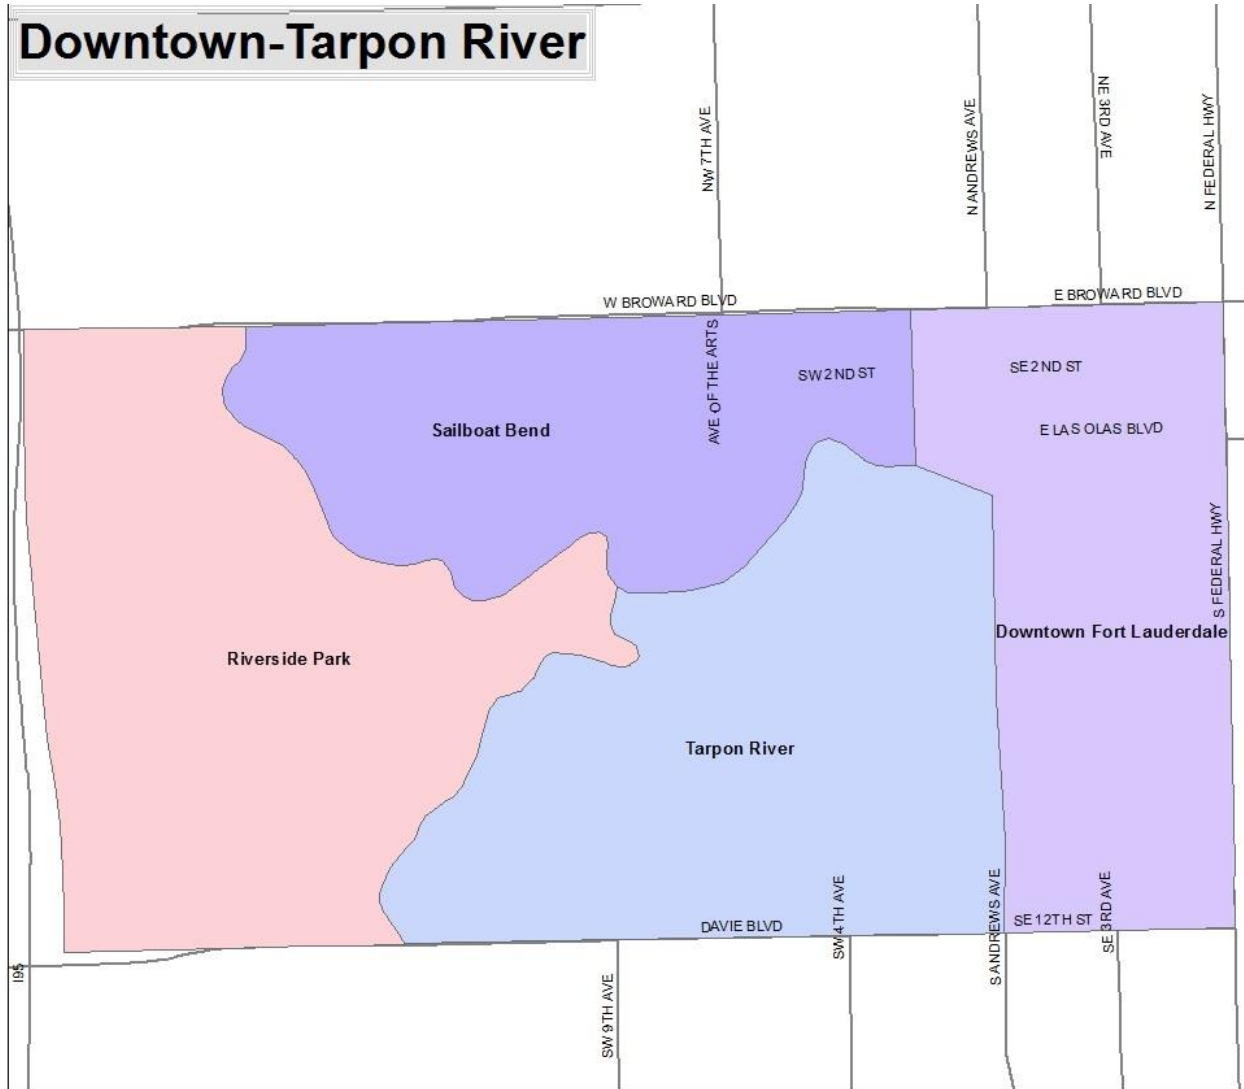 Downtown-Tarpon River
NW 7TH AVE
N ANDREWS AVE
NE 3RD AVE
N FEDERAL HWY
W BROWARD BLVD
E BROWARD BLVD
AVE OF THE ARTS
SW 2ND ST
SE 2ND ST
E LAS OLAS BLVD
Sailboat Bend
S FEDERAL HWY
Downtown Fort Lauderdale
Riverside Park
Tarpon River
DAVIE BLVD
SW 4TH AVE
S ANDREWS AVE
SE 12TH ST
SE 3RD AVE
I95
SW 9TH AVE